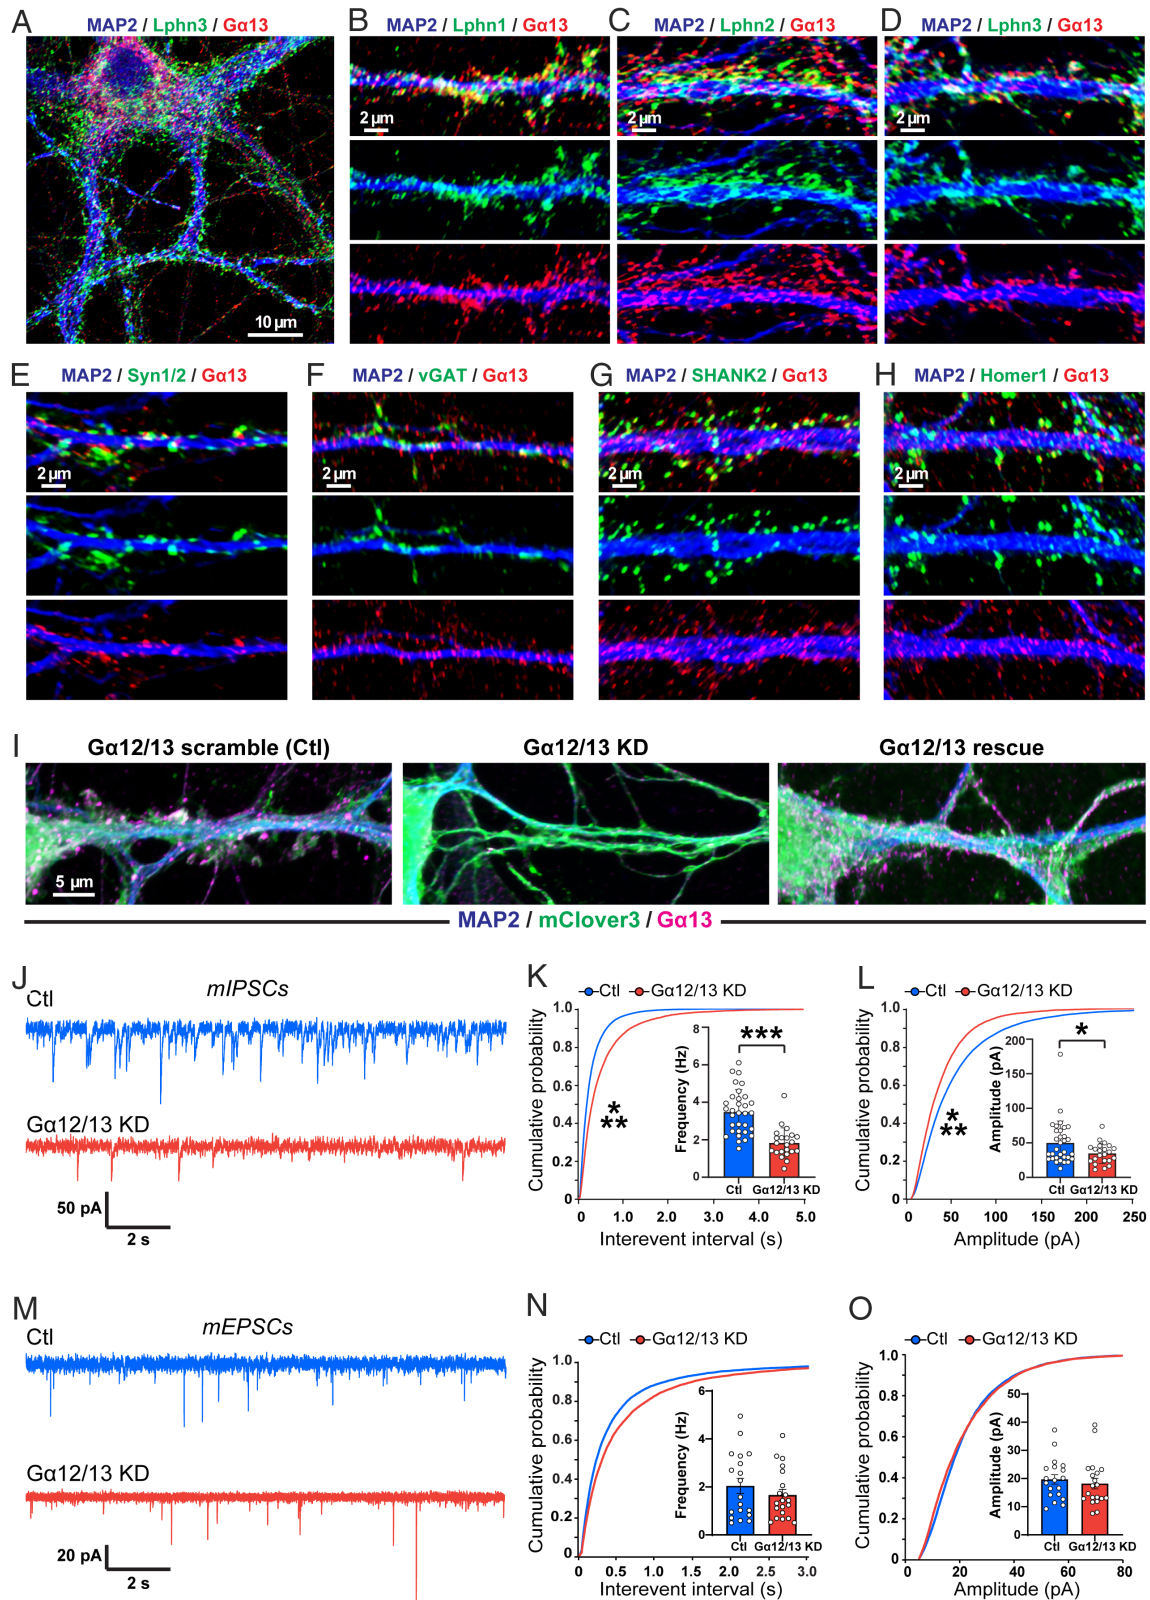 A
MAP2 / Lphn3 / Gα13
10 µm
B
MAP2 / Lphn1 / Gα13
2 µm
C
MAP2 / Lphn2 / Gα13
2 µm
D
MAP2 / Lphn3 / Gα13
2 µm
E
MAP2 / Syn1/2 / Gα13
2 µm
F
MAP2 / vGAT / Gα13
2 µm
G
MAP2 / SHANK2 / Gα13
2 µm
H
MAP2 / Homer1 / Gα13
2 µm
I
Gα12/13 scramble (Ctl)
Gα12/13 KD
Gα12/13 rescue
5 µm
MAP2 / mClover3 / Gα13
J
mIPSCs
Ctl
Gα12/13 KD
50 pA
2 s
K
Ctl
Gα12/13 KD
Cumulative probability
1.0
0.8
0.6
0.4
0.2
0
0
1.0
2.0
3.0
4.0
5.0
Interevent interval (s)
*
**
Frequency (Hz)
8
6
4
2
0
***
Ctl
Gα12/13 KD
L
Ctl
Gα12/13 KD
Cumulative probability
1.0
0.8
0.6
0.4
0.2
0
0
50
100
150
200
250
Amplitude (pA)
*
**
Amplitude (pA)
200
150
100
50
0
*
Ctl
Gα12/13 KD
M
mEPSCs
Ctl
Gα12/13 KD
20 pA
2 s
N
Ctl
Gα12/13 KD
Cumulative probability
1.0
0.8
0.6
0.4
0.2
0
0
0.5
1.0
1.5
2.0
2.5
3.0
Interevent interval (s)
Frequency (Hz)
6
4
2
0
Ctl
Gα12/13 KD
O
Ctl
Gα12/13 KD
Cumulative probability
1.0
0.8
0.6
0.4
0.2
0
0
20
40
60
80
Amplitude (pA)
Amplitude (pA)
50
40
30
20
10
0
Ctl
Gα12/13 KD